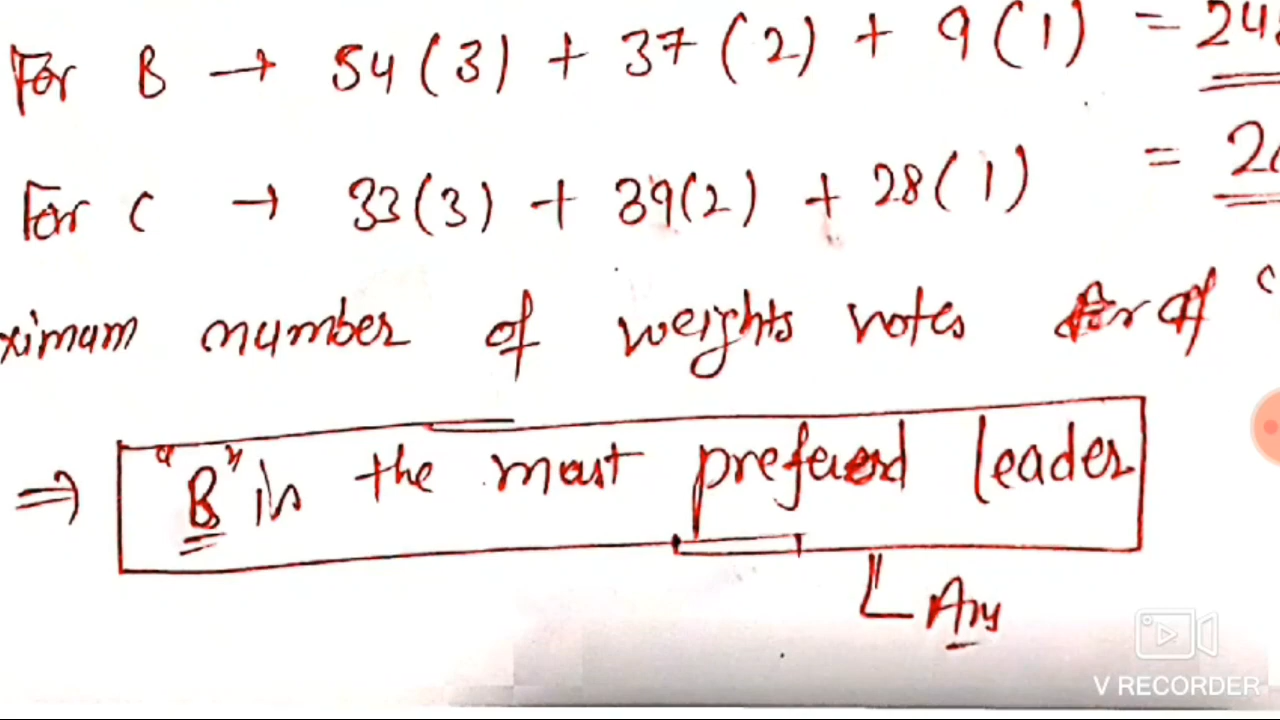 For B → 54(3) + 37(2) + 9(1) = 24
For C → 33(3) + 39(2) + 28(1) = 2
ximum number of weights votes for of
⇒ "B" is the most prefered leader
Ans
V RECORDER